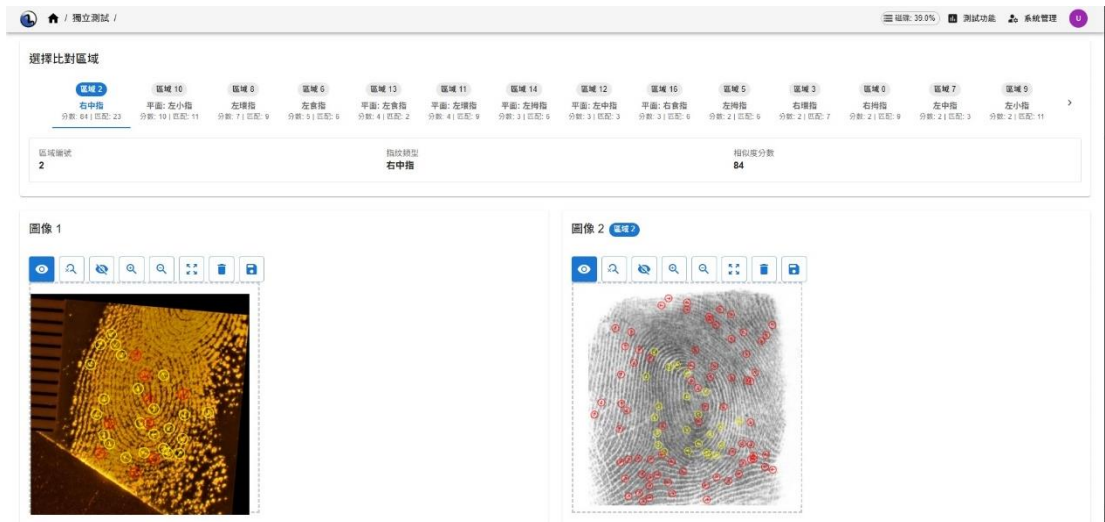 / 獨立測試 /
磁碟: 39.0%
測試功能
系統管理
U
選擇比對區域
區域 2
右中指
分數: 84 | 匹配: 23
區域 10
平面: 左小指
分數: 10 | 匹配: 11
區域 8
左環指
分數: 7 | 匹配: 9
區域 6
左食指
分數: 5 | 匹配: 6
區域 13
平面: 左食指
分數: 4 | 匹配: 2
區域 11
平面: 左環指
分數: 4 | 匹配: 9
區域 14
平面: 左拇指
分數: 3 | 匹配: 6
區域 12
平面: 左中指
分數: 3 | 匹配: 3
區域 16
平面: 右食指
分數: 3 | 匹配: 6
區域 5
左拇指
分數: 2 | 匹配: 6
區域 3
右環指
分數: 2 | 匹配: 7
區域 0
右拇指
分數: 2 | 匹配: 9
區域 7
左中指
分數: 2 | 匹配: 3
區域 9
左小指
分數: 2 | 匹配: 11
區域編號
2
指紋類型
右中指
相似度分數
84
圖像 1
圖像 2 區域 2